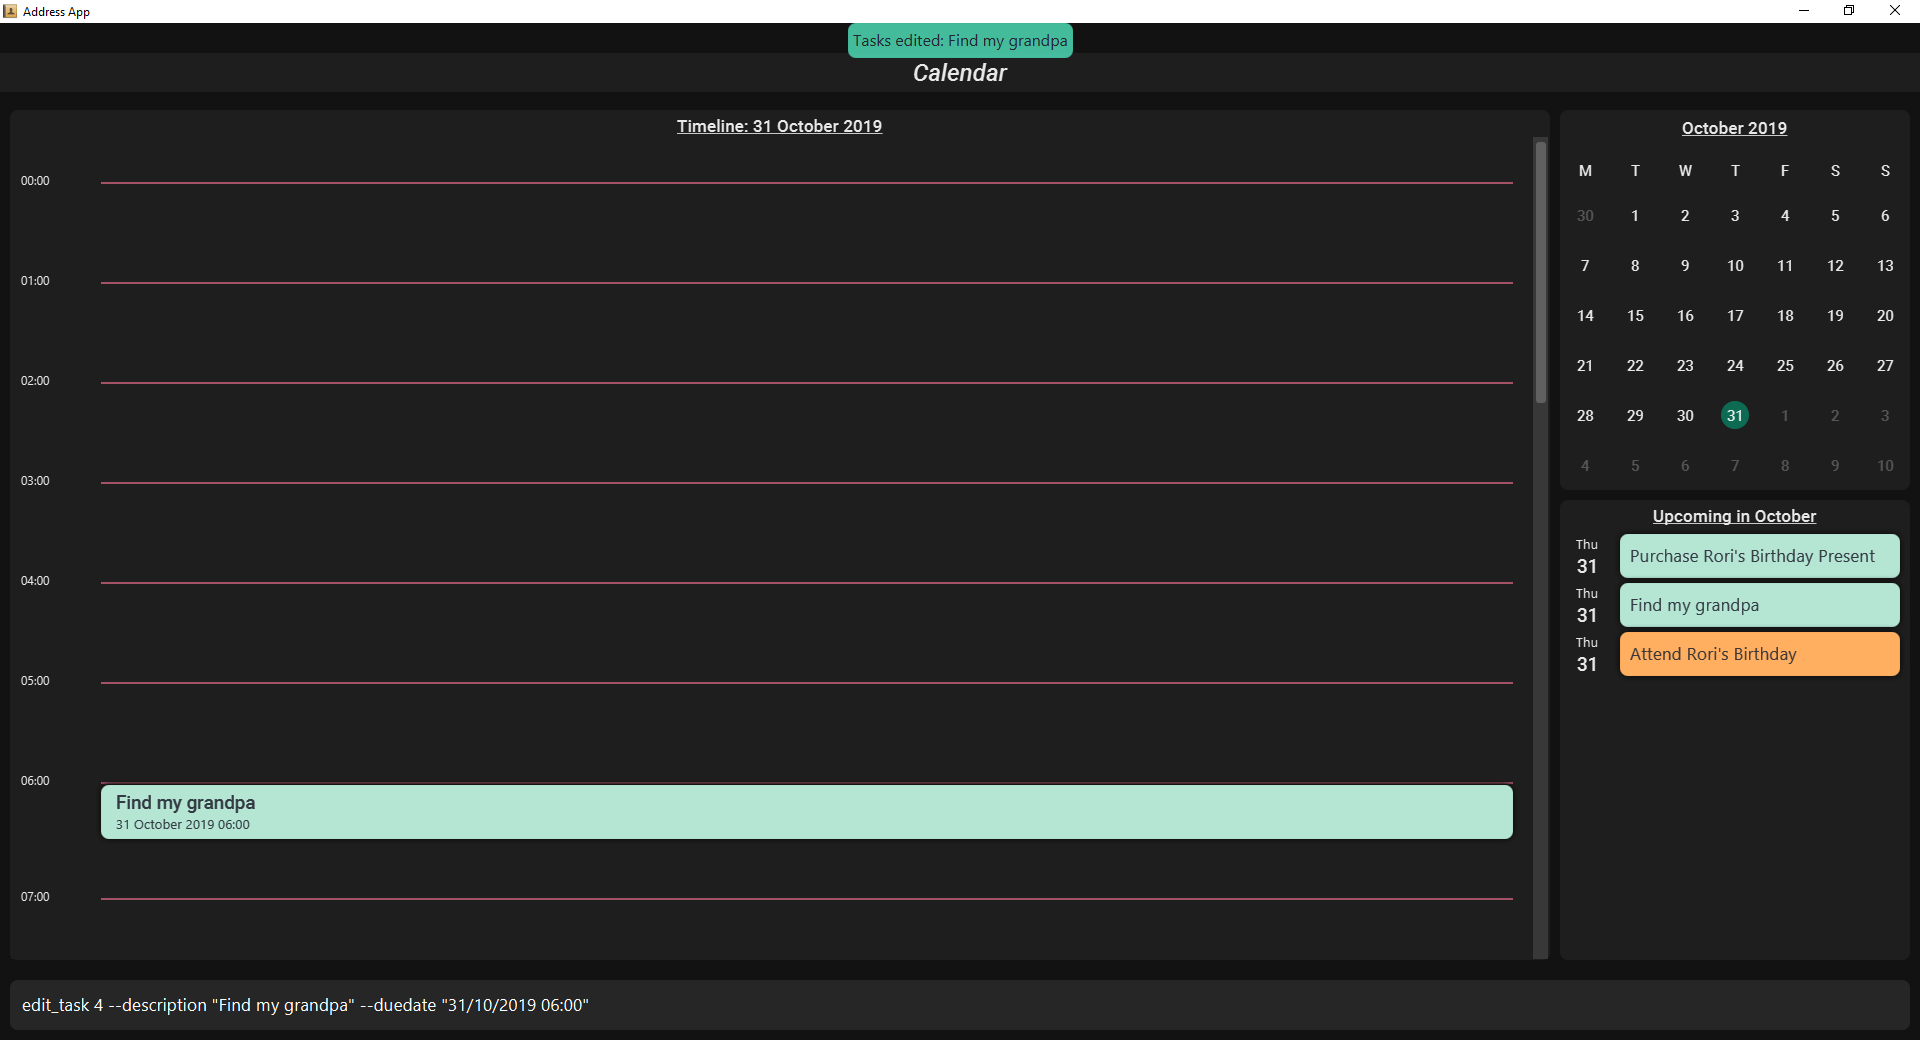 Address App
Tasks edited: Find my grandpa
Calendar
Timeline: 31 October 2019
00:00
01:00
02:00
03:00
04:00
05:00
06:00
Find my grandpa
31 October 2019 06:00
07:00
October 2019
M T W T F S S
30 1 2 3 4 5 6
7 8 9 10 11 12 13
14 15 16 17 18 19 20
21 22 23 24 25 26 27
28 29 30 31 1 2 3
4 5 6 7 8 9 10
Upcoming in October
Thu
31
Purchase Rori's Birthday Present
Thu
31
Find my grandpa
Thu
31
Attend Rori's Birthday
edit_task 4 --description "Find my grandpa" --duedate "31/10/2019 06:00"